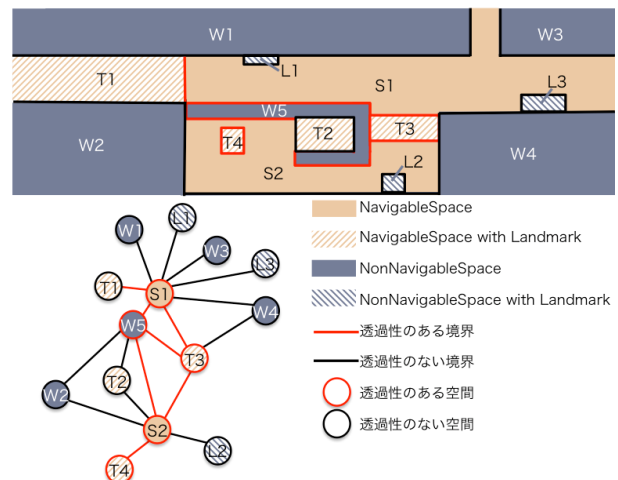 W1
W3
T1
L1
S1
L3
W5
T2
T3
T4
W2
W4
S2
L2
NavigableSpace
NavigableSpace with Landmark
NonNavigableSpace
NonNavigableSpace with Landmark
透過性のある境界
透過性のない境界
透過性のある空間
透過性のない空間
L1
W1
W3
L3
T1
S1
W4
W5
T3
T2
W2
S2
L2
T4